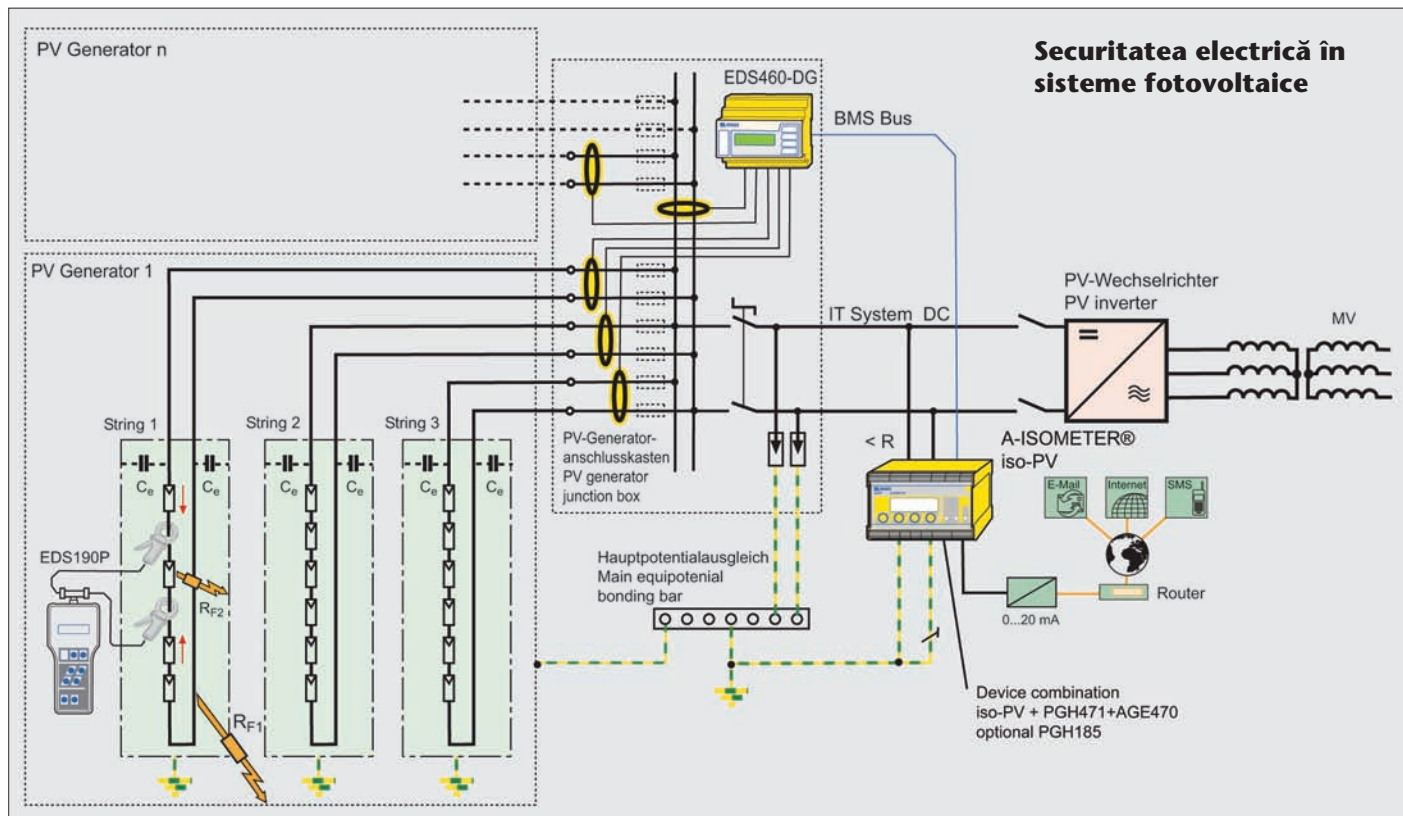 Securitatea electrică în
sisteme fotovoltaice
PV Generator n
EDS460-DG
BMS Bus
PV Generator 1
PV-Wechselrichter
PV inverter
IT System DC
MV
String 1
String 2
String 3
PV-Generator-
anschlusskasten
PV generator
junction box
< R
A-ISOMETER®
iso-PV
Ce
Ce
Ce
Ce
Ce
Ce
E-Mail
Internet
SMS
EDS190P
RF2
Hauptpotentialausgleich
Main equipotenial
bonding bar
Router
0...20 mA
RF1
Device combination
iso-PV + PGH471+AGE470
optional PGH185